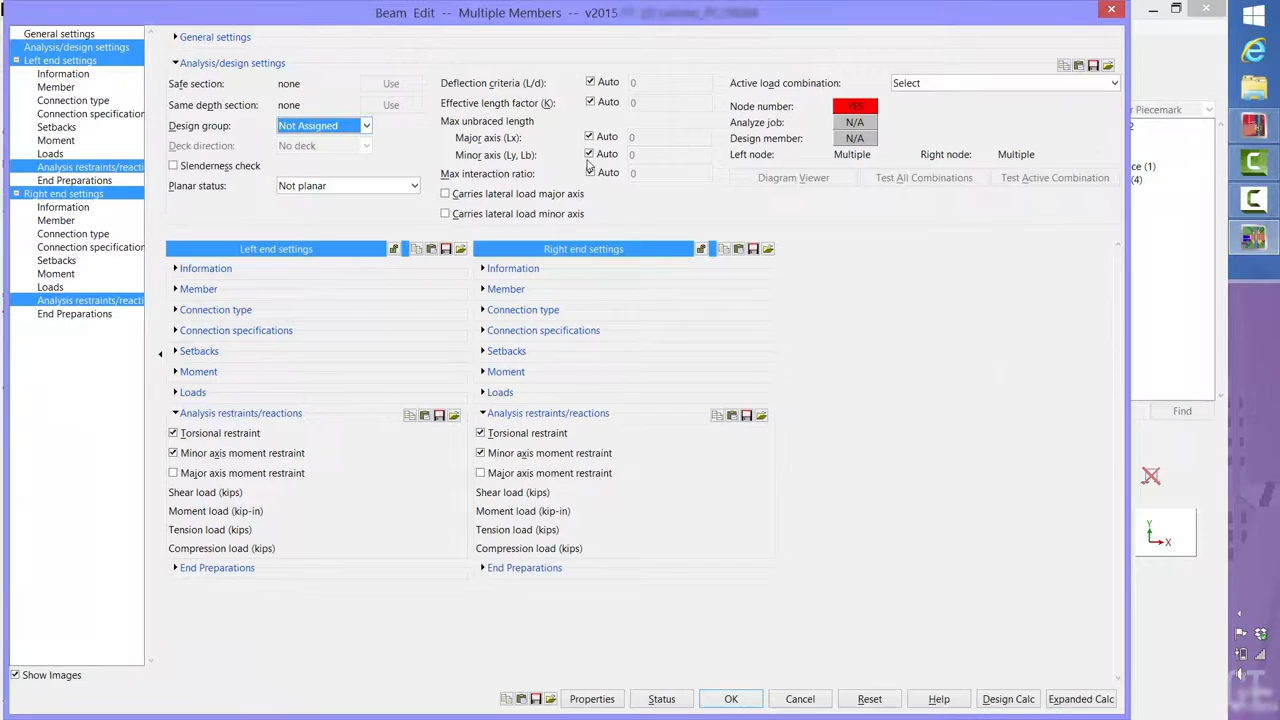 Beam Edit -- Multiple Members -- v2015
General settings
Analysis/design settings
Left end settings
Information
Member
Connection type
Connection specification
Setbacks
Moment
Loads
Analysis restraints/reacti
End Preparations
Right end settings
Information
Member
Connection type
Connection specification
Setbacks
Moment
Loads
Analysis restraints/reacti
End Preparations
Show Images
General settings
Analysis/design settings
Safe section: none Use
Same depth section: none Use
Design group: Not Assigned
Deck direction: No deck
Slenderness check
Planar status: Not planar
Deflection criteria (L/d): Auto 0
Effective length factor (K): Auto 0
Max unbraced length
Major axis (Lx): Auto 0
Minor axis (Ly, Lb): Auto 0
Max interaction ratio: Auto 0
Carries lateral load major axis
Carries lateral load minor axis
Active load combination: Select
Node number: YES
Analyze job: N/A
Design member: N/A
Left node: Multiple Right node: Multiple
Diagram Viewer Test All Combinations Test Active Combination
Left end settings
Information
Member
Connection type
Connection specifications
Setbacks
Moment
Loads
Analysis restraints/reactions
Torsional restraint
Minor axis moment restraint
Major axis moment restraint
Shear load (kips)
Moment load (kip-in)
Tension load (kips)
Compression load (kips)
End Preparations
Right end settings
Information
Member
Connection type
Connection specifications
Setbacks
Moment
Loads
Analysis restraints/reactions
Torsional restraint
Minor axis moment restraint
Major axis moment restraint
Shear load (kips)
Moment load (kip-in)
Tension load (kips)
Compression load (kips)
End Preparations
Properties Status OK Cancel Reset Help Design Calc Expanded Calc
Piecemark
2
(1)
(4)
Find
Y
X